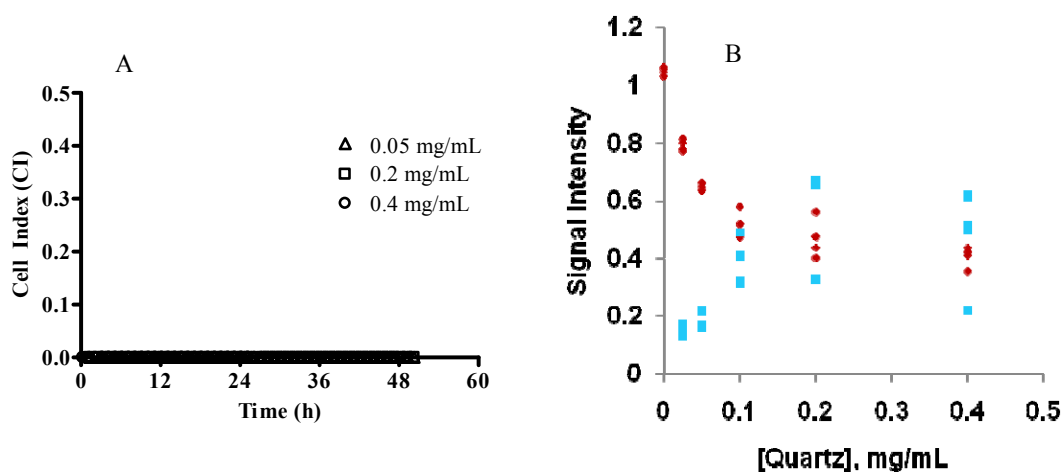 A
0.5
0.4
0.3
0.2
0.1
0.0
Cell Index (CI)
0.05 mg/mL
0.2 mg/mL
0.4 mg/mL
0 12 24 36 48 60
Time (h)
B
1.2
1
0.8
0.6
0.4
0.2
0
Signal Intensity
0 0.1 0.2 0.3 0.4 0.5
[Quartz], mg/mL